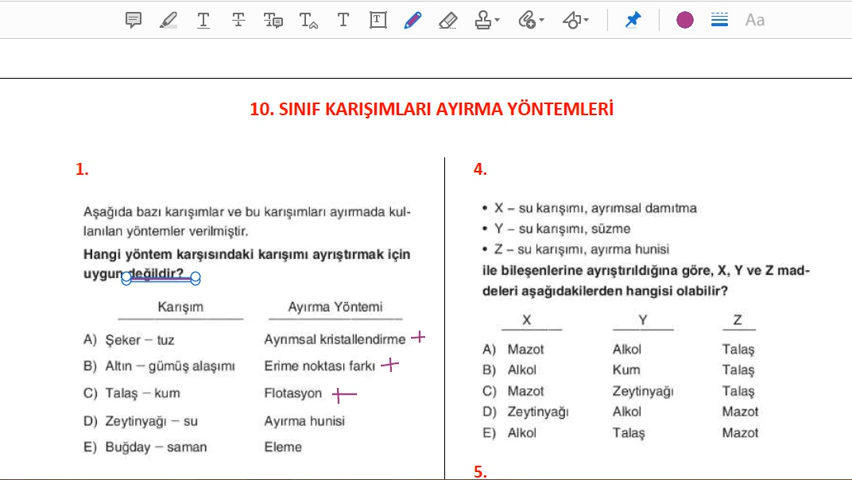 T T T T T T Aa
10. SINIF KARIŞIMLARI AYIRMA YÖNTEMLERİ
1.
Aşağıda bazı karışımlar ve bu karışımları ayırmada kul-
lanılan yöntemler verilmiştir.
Hangi yöntem karşısındaki karışımı ayrıştırmak için
uygun değildir?
Karışım Ayırma Yöntemi
A) Şeker – tuz Ayrımsal kristallendirme
B) Altın – gümüş alaşımı Erime noktası farkı
C) Talaş – kum Flotasyon
D) Zeytinyağı – su Ayırma hunisi
E) Buğday – saman Eleme
4.
• X – su karışımı, ayrımsal damıtma
• Y – su karışımı, süzme
• Z – su karışımı, ayırma hunisi
ile bileşenlerine ayrıştırıldığına göre, X, Y ve Z mad-
deleri aşağıdakilerden hangisi olabilir?
X Y Z
A) Mazot Alkol Talaş
B) Alkol Kum Talaş
C) Mazot Zeytinyağı Talaş
D) Zeytinyağı Alkol Mazot
E) Alkol Talaş Mazot
5.